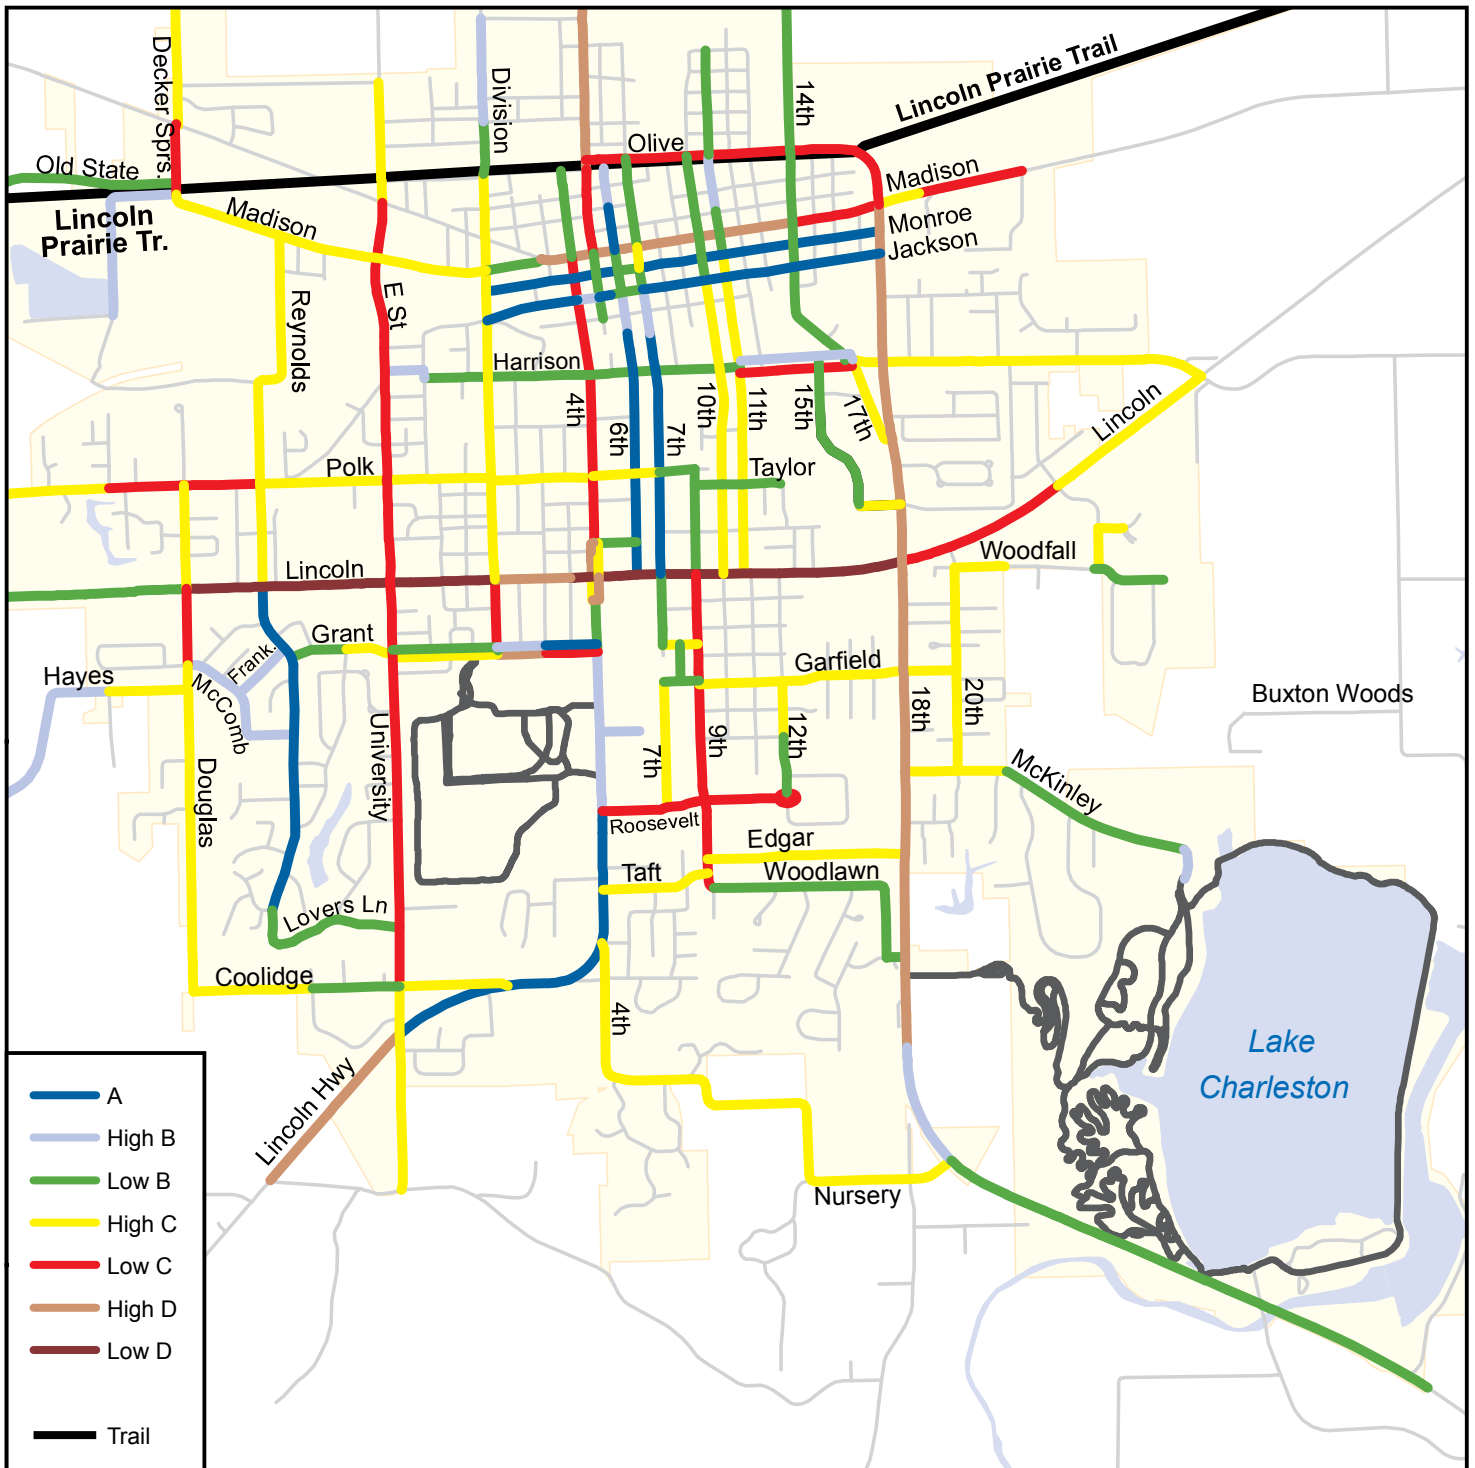 Decker Sprs.
Division
14th
Lincoln Prairie Trail
Olive
Old State
Madison
Lincoln
Prairie Tr.
Madison
Monroe
Jackson
Reynolds
E St
Harrison
4th
6th
7th
10th
11th
15th
17th
Lincoln
Polk
Taylor
Lincoln
Woodfall
Grant
Frank.
Hayes
McComb
Garfield
18th
20th
Buxton Woods
Douglas
University
7th
9th
12th
McKinley
Roosevelt
Edgar
Taft
Woodlawn
Lovers Ln
Coolidge
4th
Lincoln Hwy
Nursery
Lake
Charleston
A
High B
Low B
High C
Low C
High D
Low D
Trail